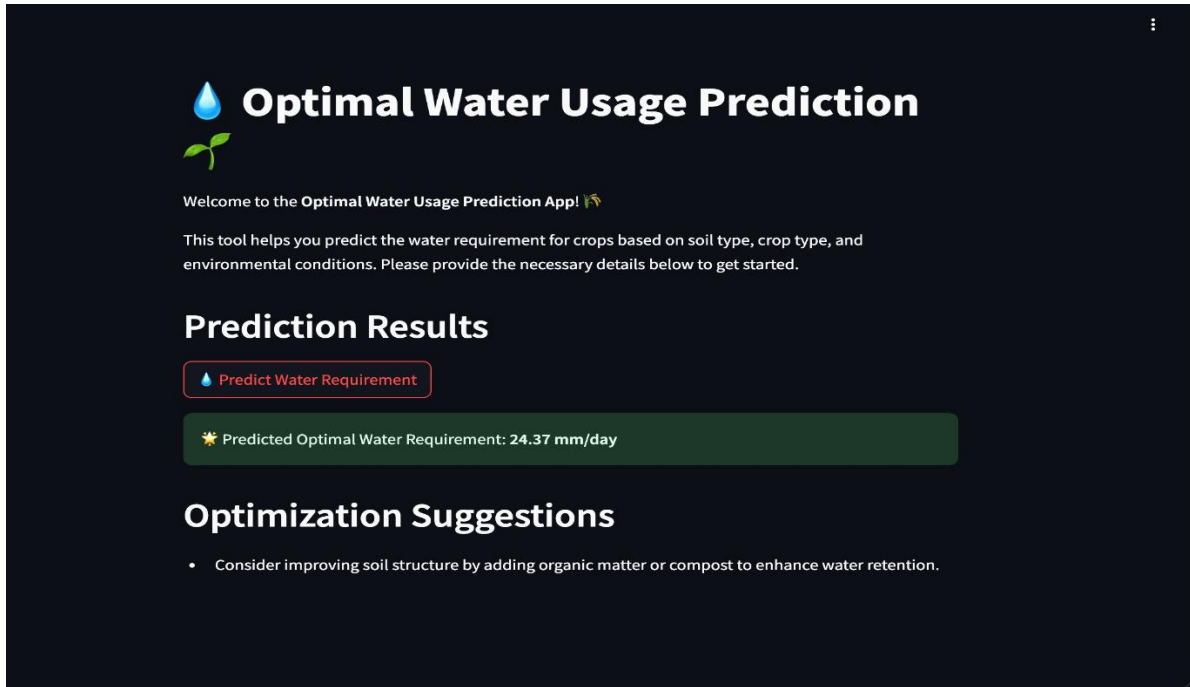 💧 Optimal Water Usage Prediction
🌱
Welcome to the Optimal Water Usage Prediction App! 🌾
This tool helps you predict the water requirement for crops based on soil type, crop type, and
environmental conditions. Please provide the necessary details below to get started.
Prediction Results
💧 Predict Water Requirement
🌟 Predicted Optimal Water Requirement: 24.37 mm/day
Optimization Suggestions
• Consider improving soil structure by adding organic matter or compost to enhance water retention.